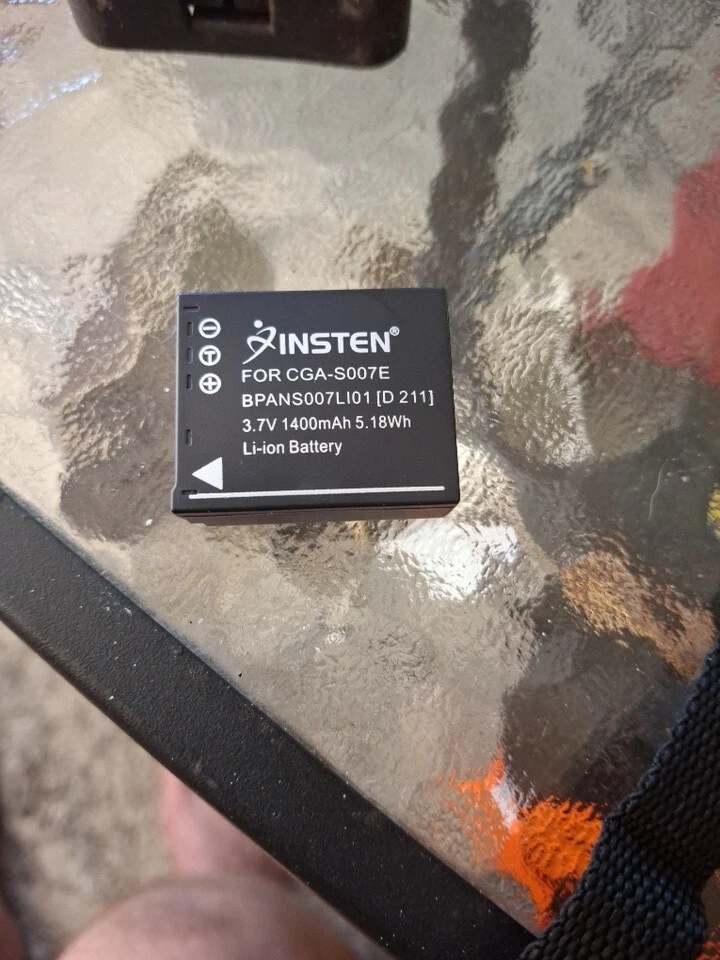 INSTEN®
FOR CGA-S007E
BPANS007LI01 [D 211]
3.7V 1400mAh 5.18Wh
Li-ion Battery
T